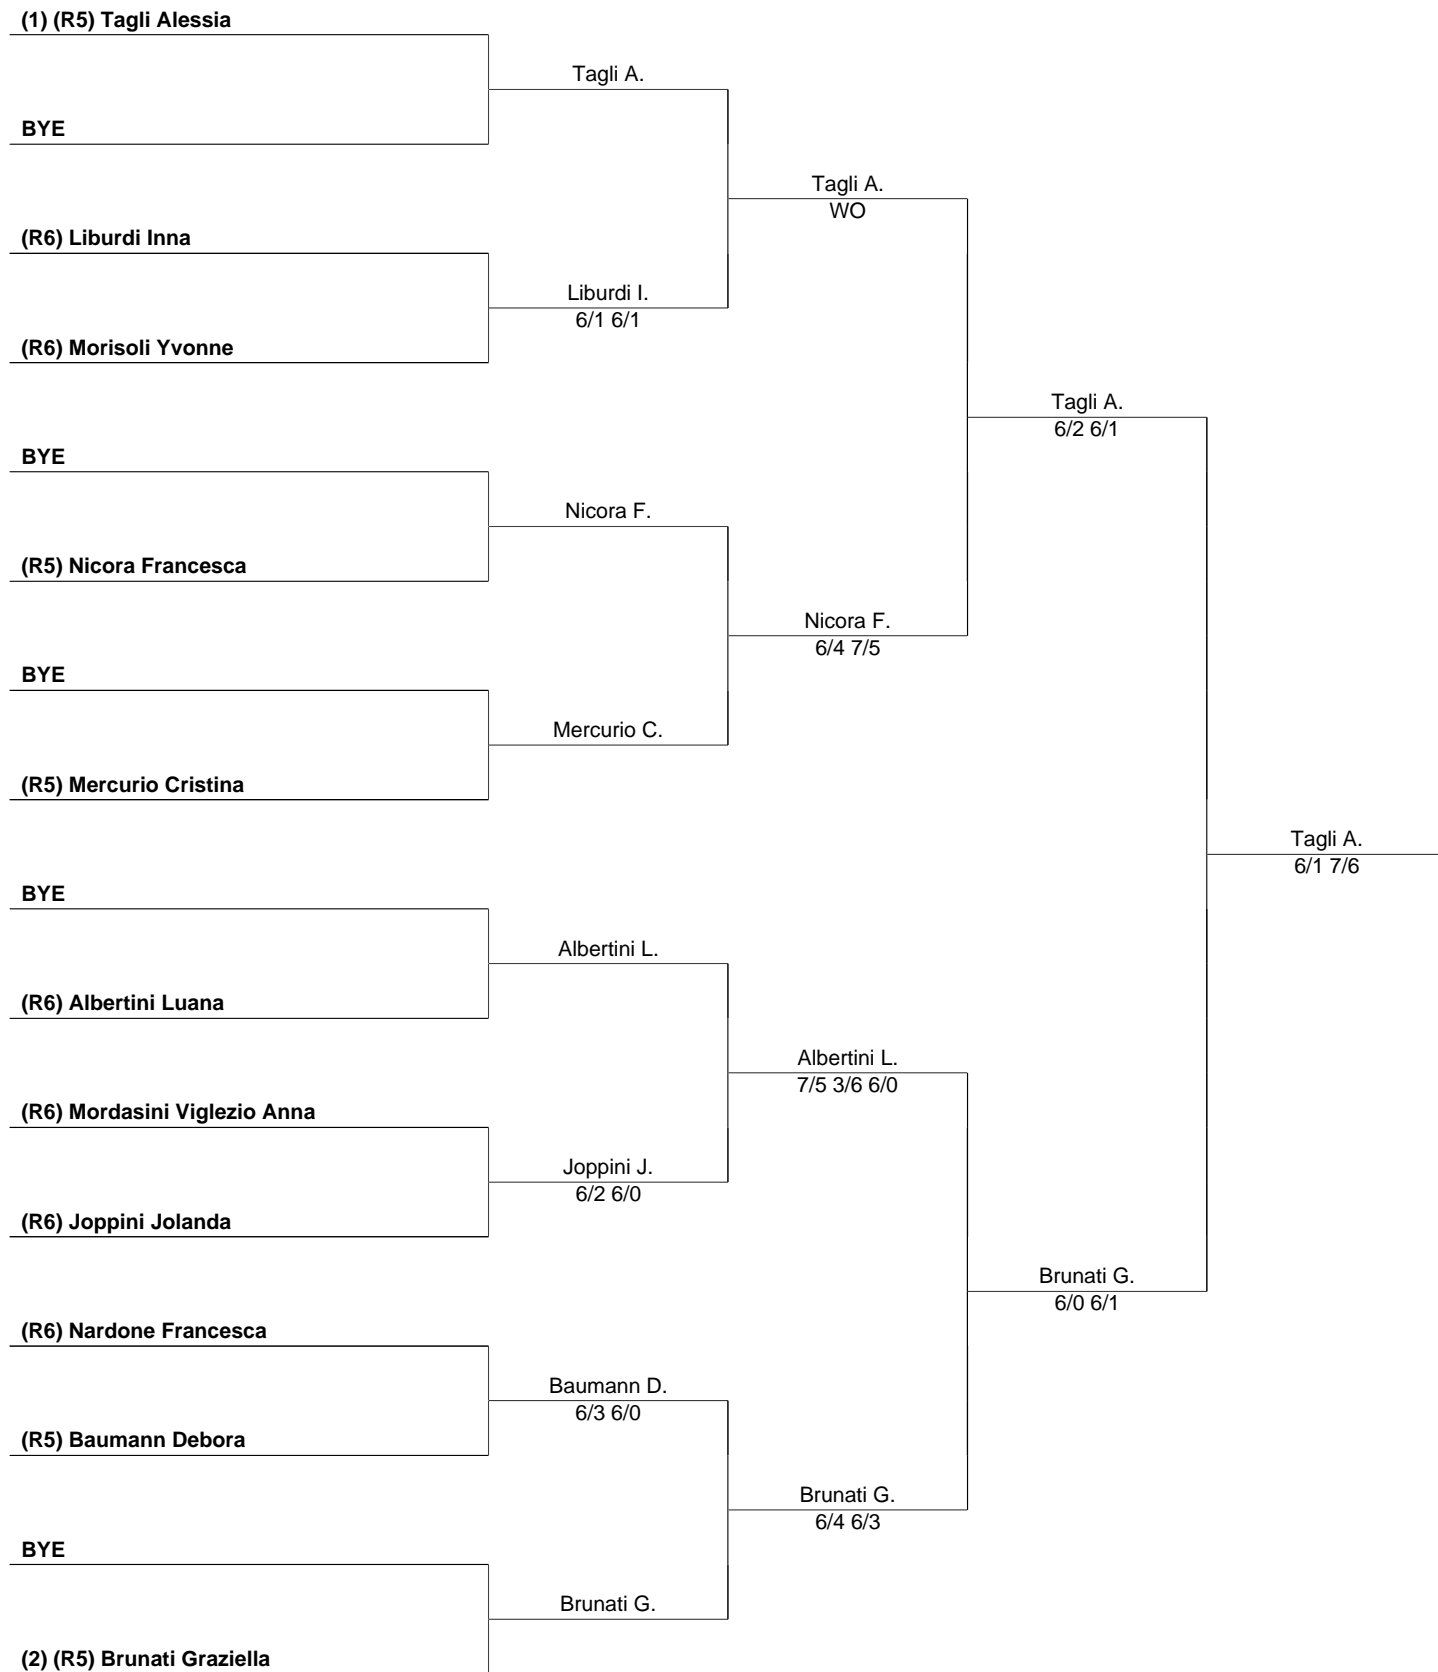 (1) (R5) Tagli Alessia
BYE
(R6) Liburdi Inna
(R6) Morisoli Yvonne
BYE
(R5) Nicora Francesca
BYE
(R5) Mercurio Cristina
BYE
(R6) Albertini Luana
(R6) Mordasini Viglezio Anna
(R6) Joppini Jolanda
(R6) Nardone Francesca
(R5) Baumann Debora
BYE
(2) (R5) Brunati Graziella
Tagli A.
Liburdi I.
6/1 6/1
Nicora F.
Mercurio C.
Albertini L.
Joppini J.
6/2 6/0
Baumann D.
6/3 6/0
Brunati G.
Tagli A.
WO
Nicora F.
6/4 7/5
Albertini L.
7/5 3/6 6/0
Brunati G.
6/4 6/3
Tagli A.
6/2 6/1
Brunati G.
6/0 6/1
Tagli A.
6/1 7/6